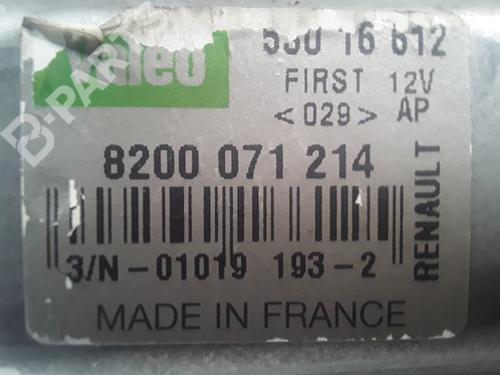 Valeo
530 16 612
FIRST 12V
<029> AP
8200 071 214
RENAULT
3/N-01019 193-2
MADE IN FRANCE
B-PARTS